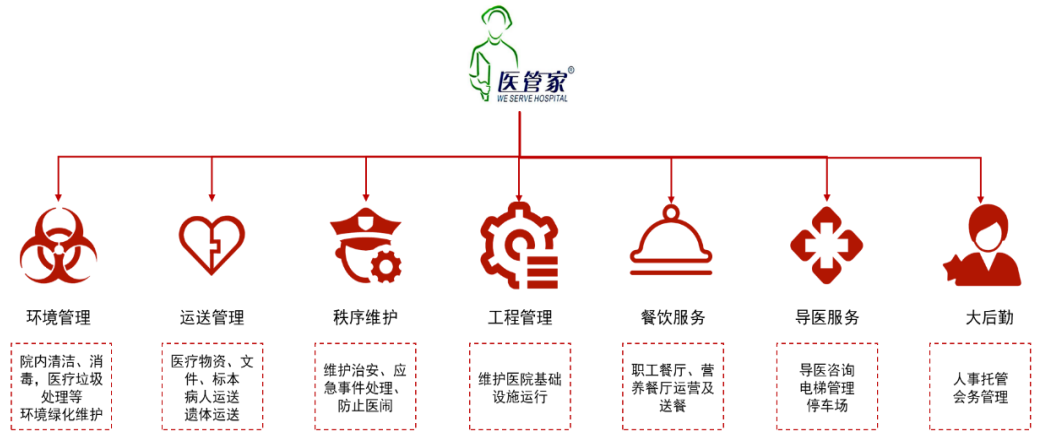 医管家®
WE SERVE HOSPITAL
环境管理
运送管理
秩序维护
工程管理
餐饮服务
导医服务
大后勤
院内清洁、消
毒，医疗垃圾
处理等
环境绿化维护
医疗物资、文
件、标本
病人运送
遗体运送
维护治安、应
急事件处理、
防止医闹
维护医院基础
设施运行
职工餐厅、营
养餐厅运营及
送餐
导医咨询
电梯管理
停车场
人事托管
会务管理